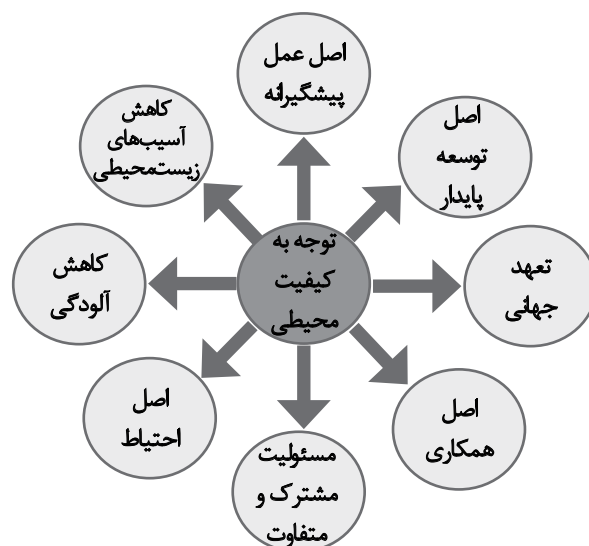 اصل عمل
پیشگیرانه
اصل
توسعه
پایدار
تعهد
جهانی
اصل
همکاری
مسئولیت
مشترک و
متفاوت
اصل
احتیاط
کاهش
آلودگی
کاهش
آسیب‌های
زیست‌محیطی
توجه به
کیفیت
محیطی